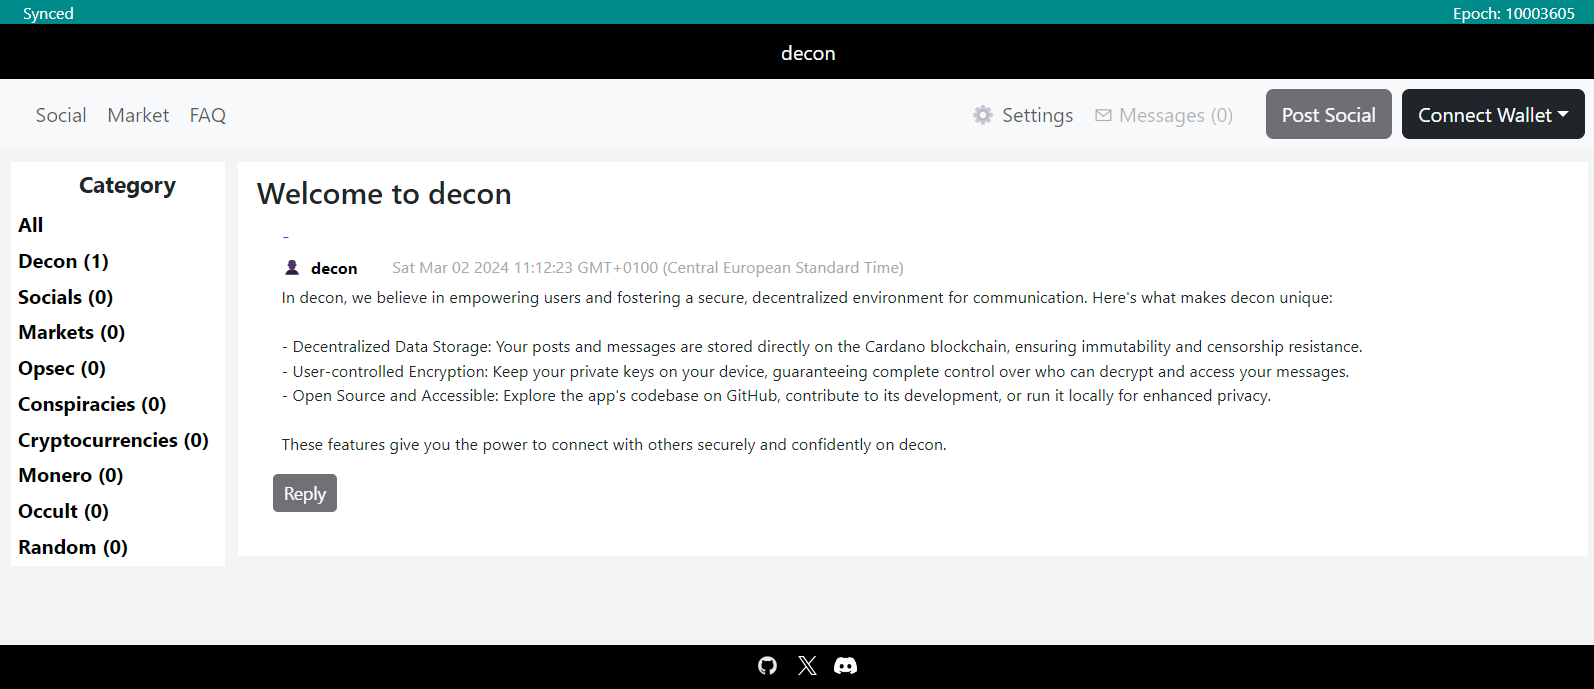 Synced
Epoch: 10003605
decon
Social Market FAQ
Settings Messages (0) Post Social Connect Wallet
Category
All
Decon (1)
Socials (0)
Markets (0)
Opsec (0)
Conspiracies (0)
Cryptocurrencies (0)
Monero (0)
Occult (0)
Random (0)
Welcome to decon
-
decon Sat Mar 02 2024 11:12:23 GMT+0100 (Central European Standard Time)
In decon, we believe in empowering users and fostering a secure, decentralized environment for communication. Here's what makes decon unique:
- Decentralized Data Storage: Your posts and messages are stored directly on the Cardano blockchain, ensuring immutability and censorship resistance.
- User-controlled Encryption: Keep your private keys on your device, guaranteeing complete control over who can decrypt and access your messages.
- Open Source and Accessible: Explore the app's codebase on GitHub, contribute to its development, or run it locally for enhanced privacy.
These features give you the power to connect with others securely and confidently on decon.
Reply